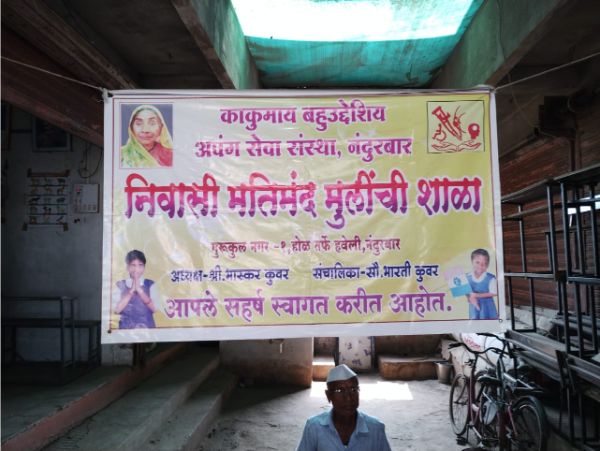 काकुमाय बहुउद्देशिय
अपंग सेवा संस्था, नंदुरबार
निवासी मतिमंद मुलींची शाळा
गुरूकुल नगर -१,होळ तर्फे हवेली,नंदुरबार
अध्यक्ष-श्री.भास्कर कुवर संचालिका-सौ.भारती कुवर
आपले सहर्ष स्वागत करीत आहोत.